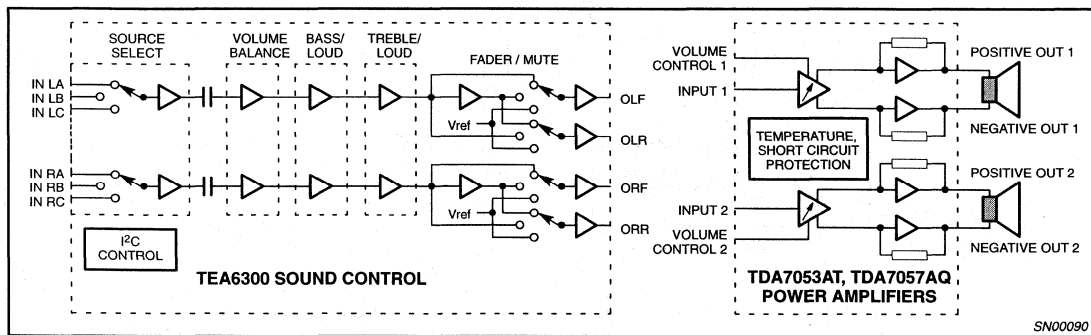 SOURCE
SELECT
VOLUME
BALANCE
BASS/
LOUD
TREBLE/
LOUD
FADER / MUTE
IN LA
IN LB
IN LC
Vref
OLF
OLR
IN RA
IN RB
IN RC
Vref
ORF
ORR
I2C
CONTROL
TEA6300 SOUND CONTROL
VOLUME
CONTROL 1
INPUT 1
POSITIVE OUT 1
NEGATIVE OUT 1
TEMPERATURE,
SHORT CIRCUIT
PROTECTION
INPUT 2
VOLUME
CONTROL 2
POSITIVE OUT 2
NEGATIVE OUT 2
TDA7053AT, TDA7057AQ
POWER AMPLIFIERS
SN00090